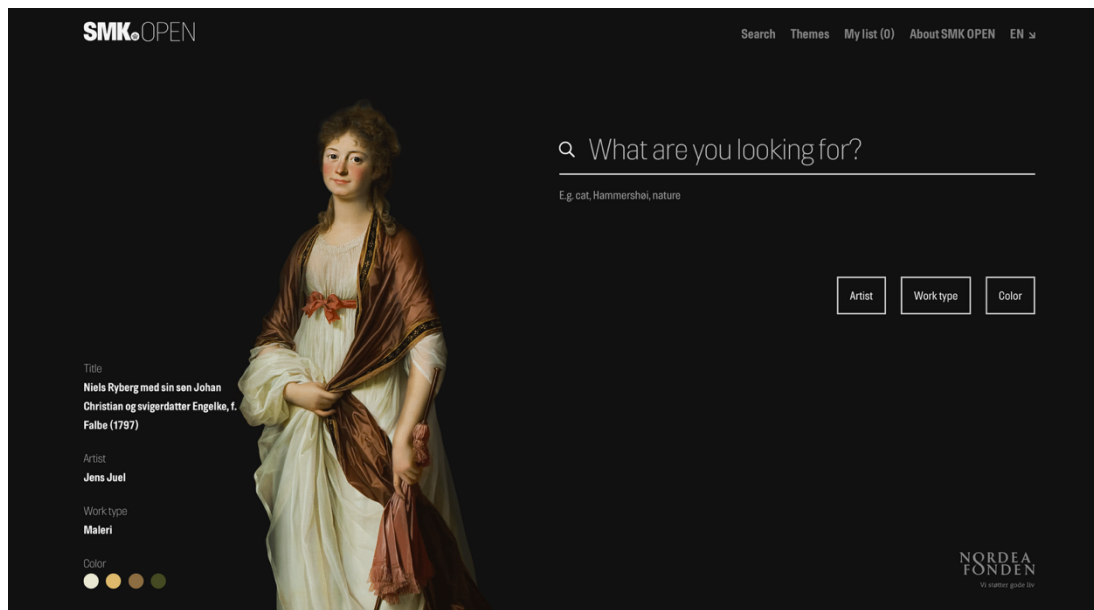 SMK OPEN
Search Themes My list (0) About SMK OPEN EN
What are you looking for?
E.g. cat, Hammershøi, nature
Artist Work type Color
Title
Niels Ryberg med sin søn Johan
Christian og svigerdatter Engelke, f.
Falbe (1797)
Artist
Jens Juel
Work type
Maleri
Color
NORDEA
FONDEN
Vi støtter gode liv